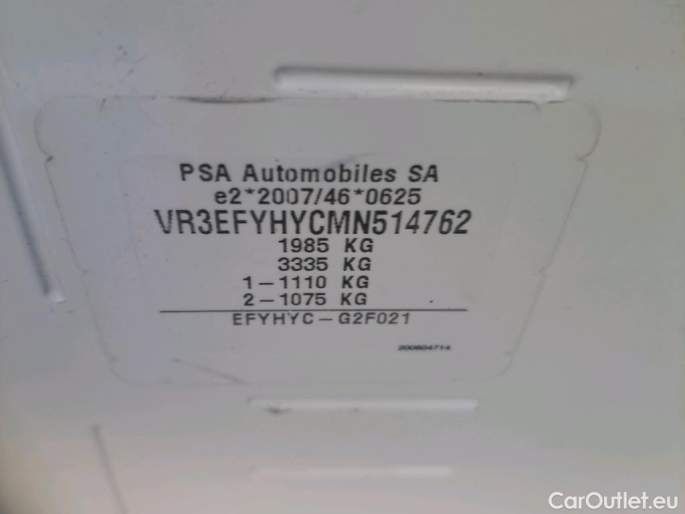 PSA Automobiles SA
e2*2007/46*0625
VR3EFYHYCMN514762
1985 KG
3335 KG
1-1110 KG
2-1075 KG
EFYHYC-G2F021
200604714
CarOutlet.eu